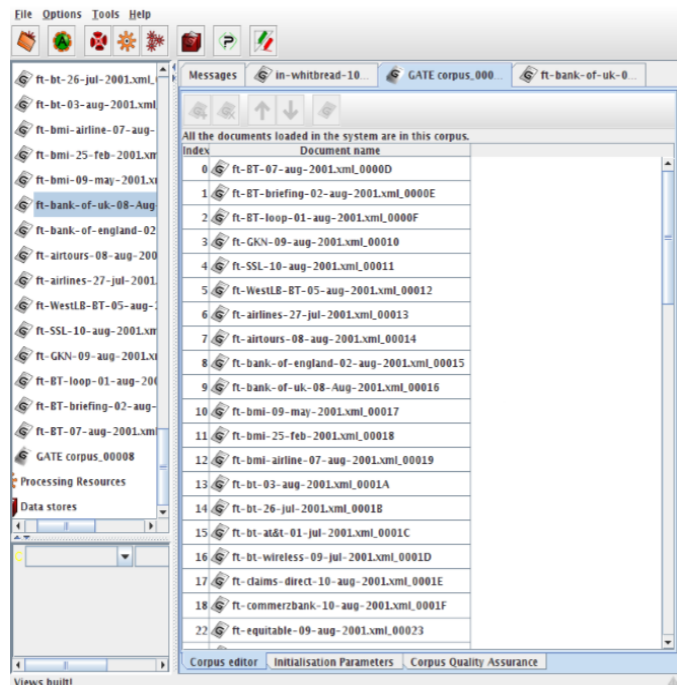 File Options Tools Help
ft-bt-26-jul-2001.xml_
ft-bt-03-aug-2001.xml
ft-bmi-airline-07-aug-
ft-bmi-25-feb-2001.xm
ft-bmi-09-may-2001.x
ft-bank-of-uk-08-Aug
ft-bank-of-england-02
ft-airtours-08-aug-200
ft-airlines-27-jul-2001.
ft-WestLB-BT-05-aug-
ft-SSL-10-aug-2001.xm
ft-GKN-09-aug-2001.x
ft-BT-loop-01-aug-200
ft-BT-briefing-02-aug-
ft-BT-07-aug-2001.xml
GATE corpus_00008
Processing Resources
Data stores
C
Messages in-whitbread-10... GATE corpus_000... ft-bank-of-uk-0...
All the documents loaded in the system are in this corpus.
Index Document name
0 ft-BT-07-aug-2001.xml_0000D
1 ft-BT-briefing-02-aug-2001.xml_0000E
2 ft-BT-loop-01-aug-2001.xml_0000F
3 ft-GKN-09-aug-2001.xml_00010
4 ft-SSL-10-aug-2001.xml_00011
5 ft-WestLB-BT-05-aug-2001.xml_00012
6 ft-airlines-27-jul-2001.xml_00013
7 ft-airtours-08-aug-2001.xml_00014
8 ft-bank-of-england-02-aug-2001.xml_00015
9 ft-bank-of-uk-08-Aug-2001.xml_00016
10 ft-bmi-09-may-2001.xml_00017
11 ft-bmi-25-feb-2001.xml_00018
12 ft-bmi-airline-07-aug-2001.xml_00019
13 ft-bt-03-aug-2001.xml_0001A
14 ft-bt-26-jul-2001.xml_0001B
15 ft-bt-at&t-01-jul-2001.xml_0001C
16 ft-bt-wireless-09-jul-2001.xml_0001D
17 ft-claims-direct-10-aug-2001.xml_0001E
18 ft-commerzbank-10-aug-2001.xml_0001F
22 ft-equitable-09-aug-2001.xml_00023
Corpus editor Initialisation Parameters Corpus Quality Assurance
Views built!